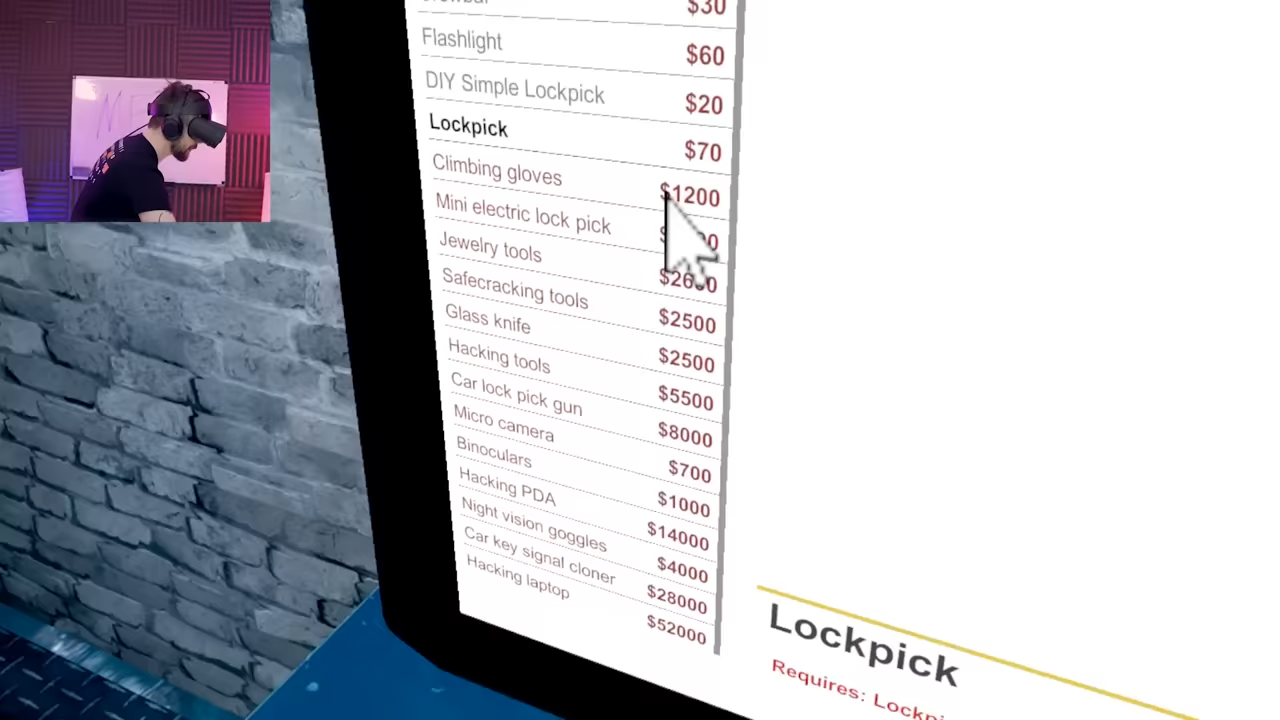 $30
Flashlight $60
DIY Simple Lockpick $20
Lockpick $70
Climbing gloves $1200
Mini electric lock pick
Jewelry tools
Safecracking tools $2500
Glass knife $2500
Hacking tools $5500
Car lock pick gun $8000
Micro camera $700
Binoculars $1000
Hacking PDA $14000
Night vision goggles $4000
Car key signal cloner $28000
Hacking laptop $52000
Lockpick
Requires: